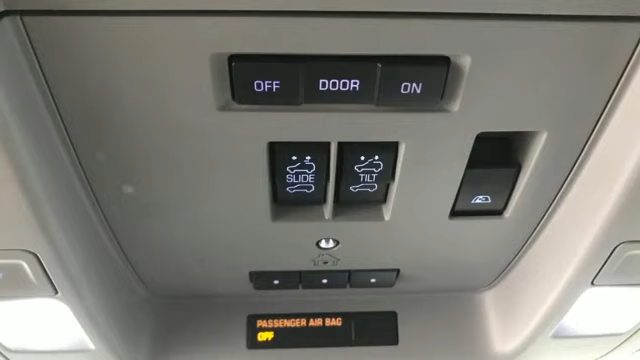 OFF DOOR ON
SLIDE TILT
PASSENGER AIR BAG
OFF